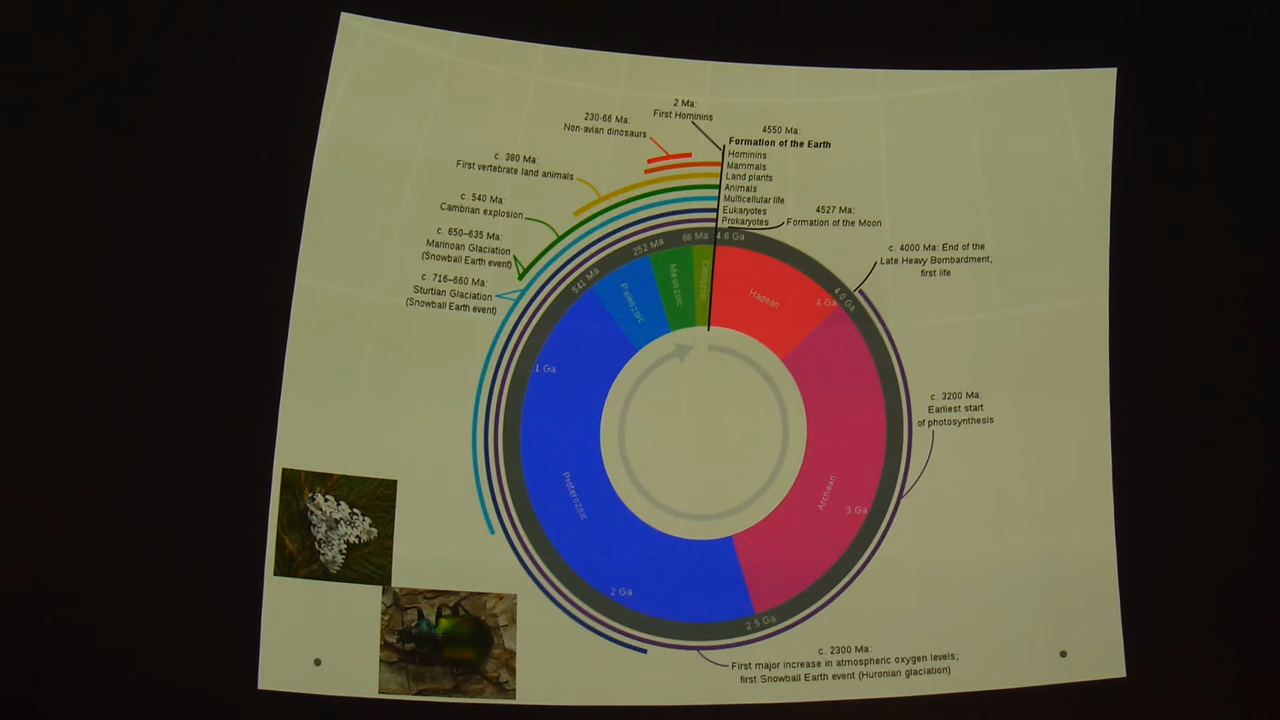 2 Ma:
First Hominins
230-66 Ma:
Non-avian dinosaurs
4550 Ma:
Formation of the Earth
Hominins
Mammals
Land plants
Animals
Multicellular life
Eukaryotes
Prokaryotes
4527 Ma:
Formation of the Moon
c. 380 Ma:
First vertebrate land animals
c. 540 Ma:
Cambrian explosion
c. 650–635 Ma:
Marinoan Glaciation
(Snowball Earth event)
c. 716–660 Ma:
Sturtian Glaciation
(Snowball Earth event)
c. 4000 Ma: End of the
Late Heavy Bombardment;
first life
541 Ma
252 Ma
66 Ma
4.6 Ga
4.0 Ga
4 Ga
Hadean
Cenozoic
Mesozoic
Paleozoic
1 Ga
c. 3200 Ma:
Earliest start
of photosynthesis
Archean
3 Ga
Proterozoic
2 Ga
2.5 Ga
c. 2300 Ma:
First major increase in atmospheric oxygen levels;
first Snowball Earth event (Huronian glaciation)